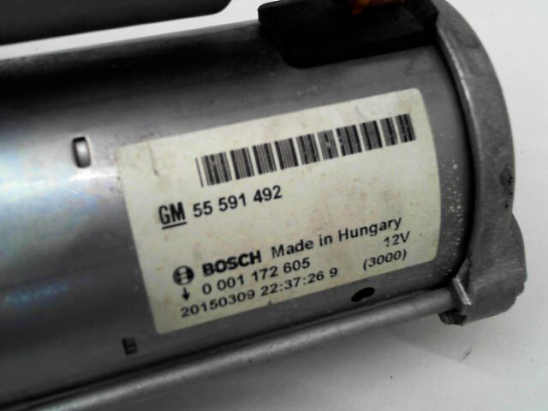 GM 55 591 492
BOSCH Made in Hungary
0 001 172 605 12V
20150309 22:37:26 9 (3000)